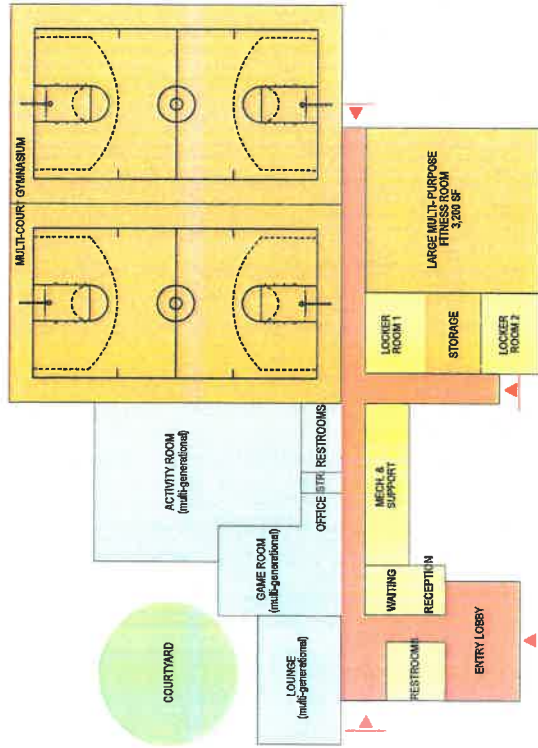 MULTI-COURT GYMNASIUM
LARGE MULTI-PURPOSE
FITNESS ROOM
3,200 SF
LOCKER
ROOM 1
STORAGE
LOCKER
ROOM 2
ACTIVITY ROOM
(multi-generational)
OFFICE
STR.
RESTROOMS
MECH. &
SUPPORT
GAME ROOM
(multi-generational)
WAITING
RECEPTION
COURTYARD
LOUNGE
(multi-generational)
RESTROOMS
ENTRY LOBBY